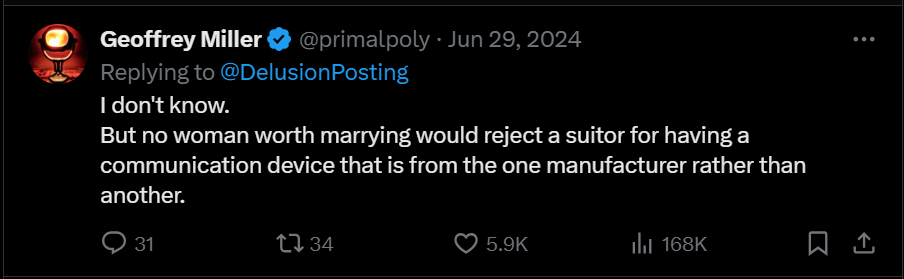 Geoffrey Miller @primalpoly · Jun 29, 2024
Replying to @DelusionPosting
I don't know.
But no woman worth marrying would reject a suitor for having a
communication device that is from the one manufacturer rather than
another.
31 34 5.9K 168K